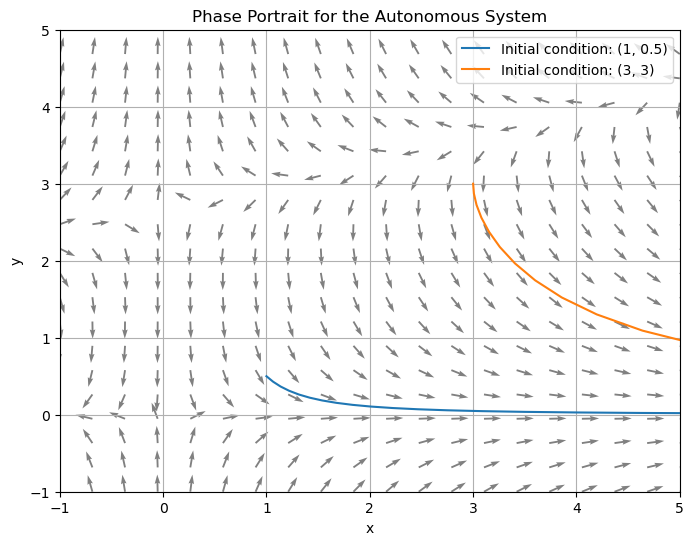 Phase Portrait for the Autonomous System
Initial condition: (1, 0.5)
Initial condition: (3, 3)
5
4
3
2
1
0
−1
y
−1 0 1 2 3 4 5
x